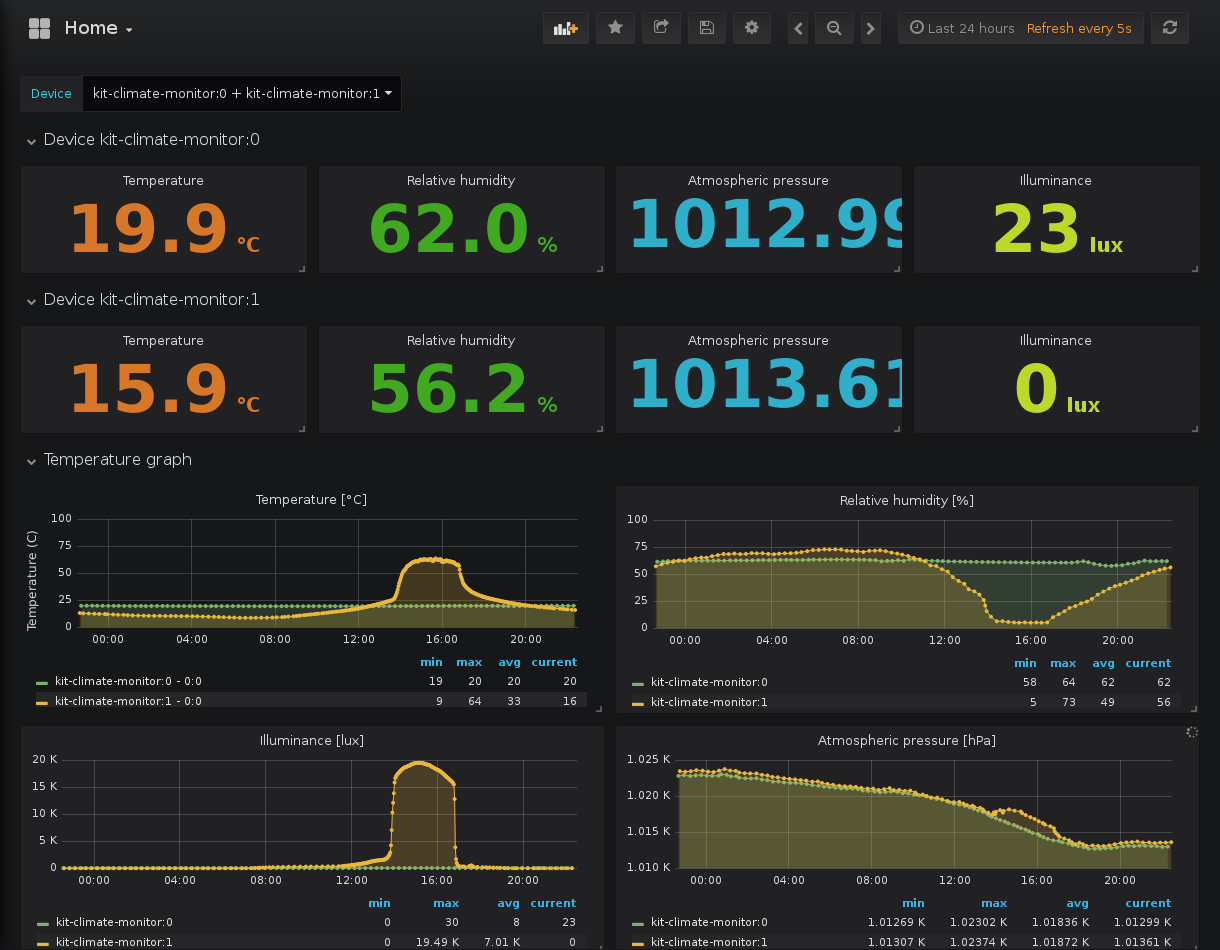 Home
Last 24 hours Refresh every 5s
Device kit-climate-monitor:0 + kit-climate-monitor:1
Device kit-climate-monitor:0
Temperature Relative humidity Atmospheric pressure Illuminance
19.9 °C 62.0 % 1012.99 23 lux
Device kit-climate-monitor:1
Temperature Relative humidity Atmospheric pressure Illuminance
15.9 °C 56.2 % 1013.61 0 lux
Temperature graph
Temperature [°C]
Temperature (C)
100
75
50
25
0
00:00 04:00 08:00 12:00 16:00 20:00
min max avg current
kit-climate-monitor:0 - 0:0 19 20 20 20
kit-climate-monitor:1 - 0:0 9 64 33 16
Relative humidity [%]
100
75
50
25
0
00:00 04:00 08:00 12:00 16:00 20:00
min max avg current
kit-climate-monitor:0 58 64 62 62
kit-climate-monitor:1 5 73 49 56
Illuminance [lux]
20 K
15 K
10 K
5 K
0
00:00 04:00 08:00 12:00 16:00 20:00
min max avg current
kit-climate-monitor:0 0 30 8 23
kit-climate-monitor:1 0 19.49 K 7.01 K 0
Atmospheric pressure [hPa]
1.025 K
1.020 K
1.015 K
1.010 K
00:00 04:00 08:00 12:00 16:00 20:00
min max avg current
kit-climate-monitor:0 1.01269 K 1.02302 K 1.01836 K 1.01299 K
kit-climate-monitor:1 1.01307 K 1.02374 K 1.01872 K 1.01361 K